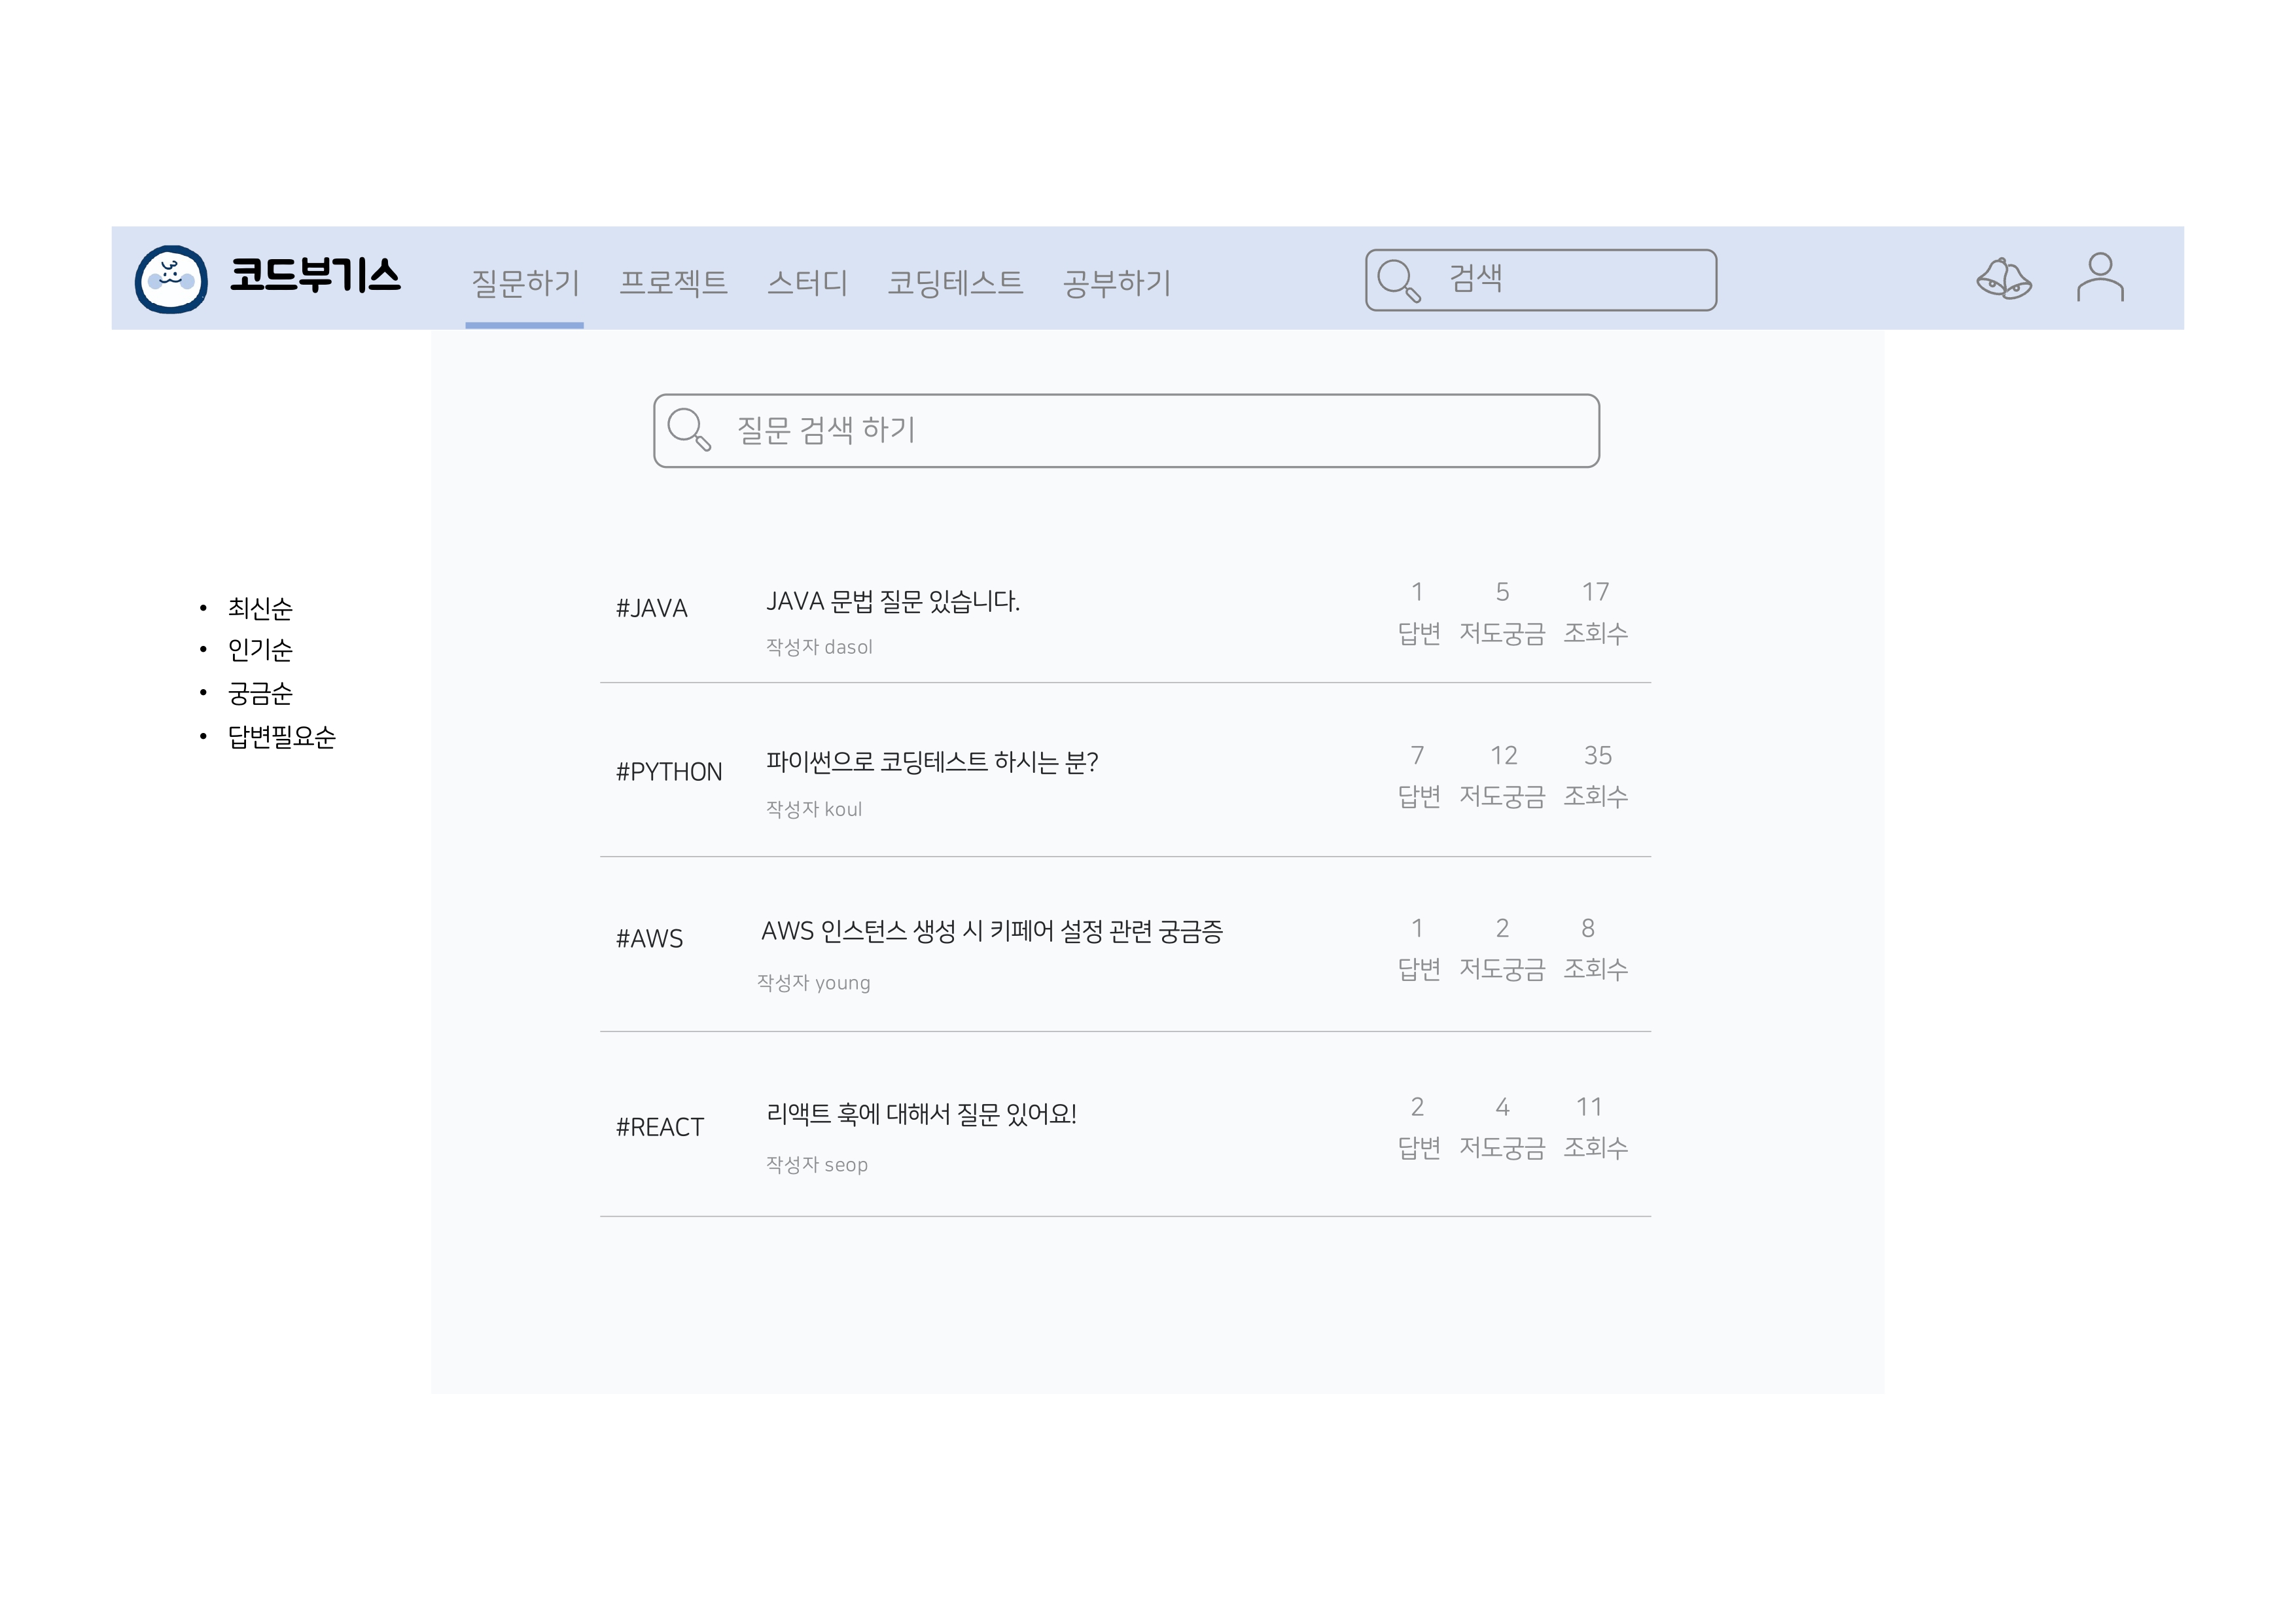 코드부기스
질문하기 프로젝트 스터디 코딩테스트 공부하기
검색
질문 검색 하기
• 최신순
• 인기순
• 궁금순
• 답변필요순
#JAVA
JAVA 문법 질문 있습니다.
작성자 dasol
1 5 17
답변 저도궁금 조회수
#PYTHON
파이썬으로 코딩테스트 하시는 분?
작성자 koul
7 12 35
답변 저도궁금 조회수
#AWS
AWS 인스턴스 생성 시 키페어 설정 관련 궁금증
작성자 young
1 2 8
답변 저도궁금 조회수
#REACT
리액트 훅에 대해서 질문 있어요!
작성자 seop
2 4 11
답변 저도궁금 조회수